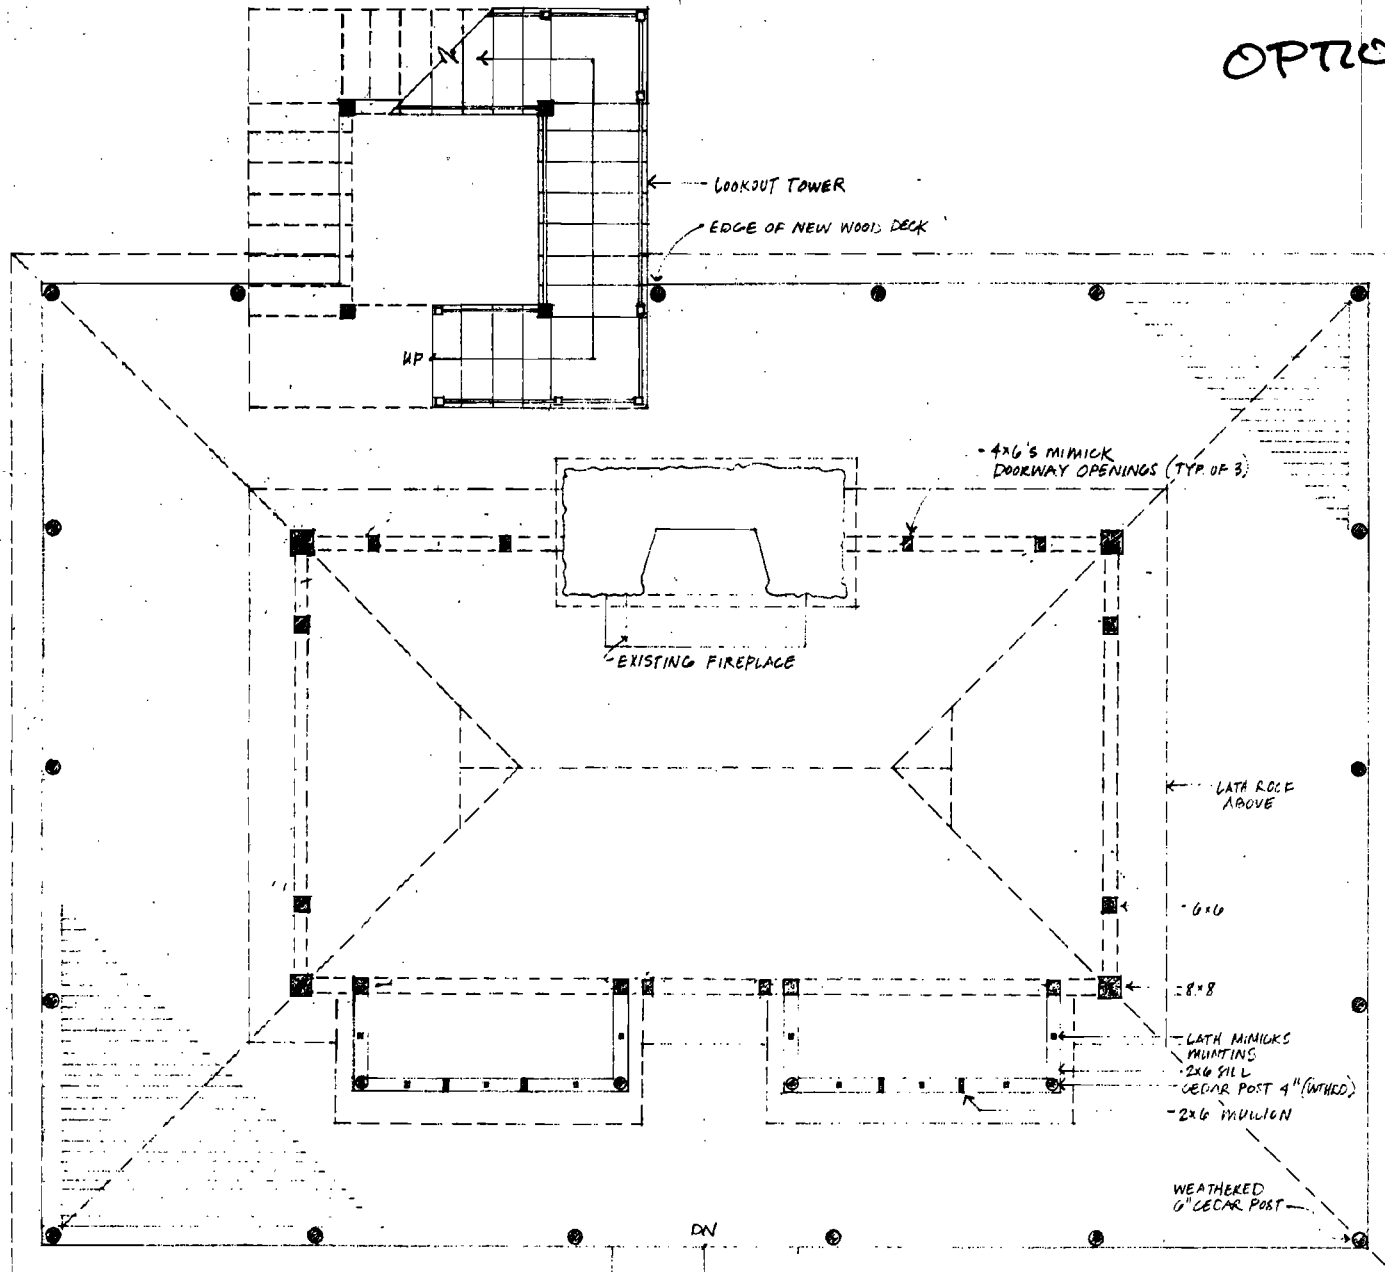 OPTIO
LOOKOUT TOWER
EDGE OF NEW WOOD DECK
UP
- 4x6'S MIMICK
DOORWAY OPENINGS (TYP. OF 3)
- EXISTING FIREPLACE
LATH ROOF
ABOVE
- 6x6
- 8x8
- LATH MIMICKS
MUNTINS
- 2x6 SILL
- CEDAR POST 4"
- 2x6 MULLION
WEATHERED
6" CEDAR POST
DN